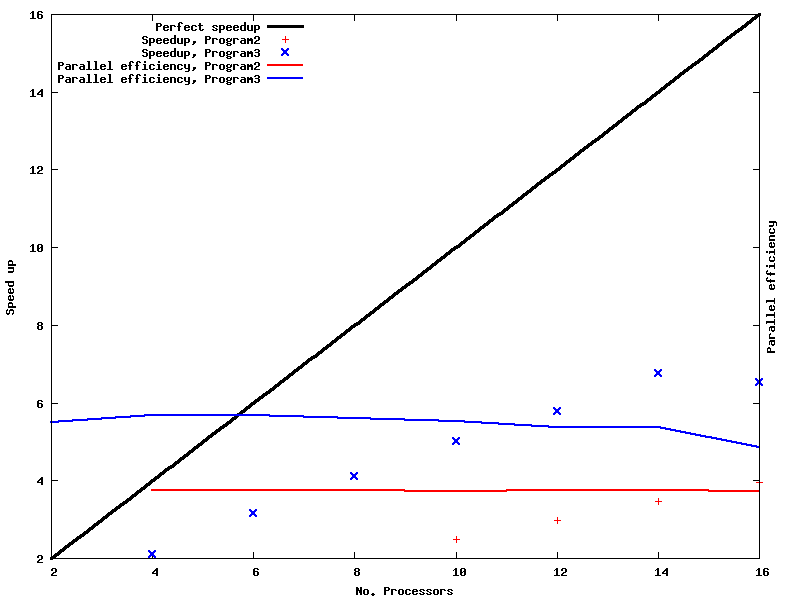 Perfect speedup
Speedup, Program2
Speedup, Program3
Parallel efficiency, Program2
Parallel efficiency, Program3
16
14
12
10
8
6
4
2
Speed up
Parallel efficiency
2 4 6 8 10 12 14 16
No. Processors